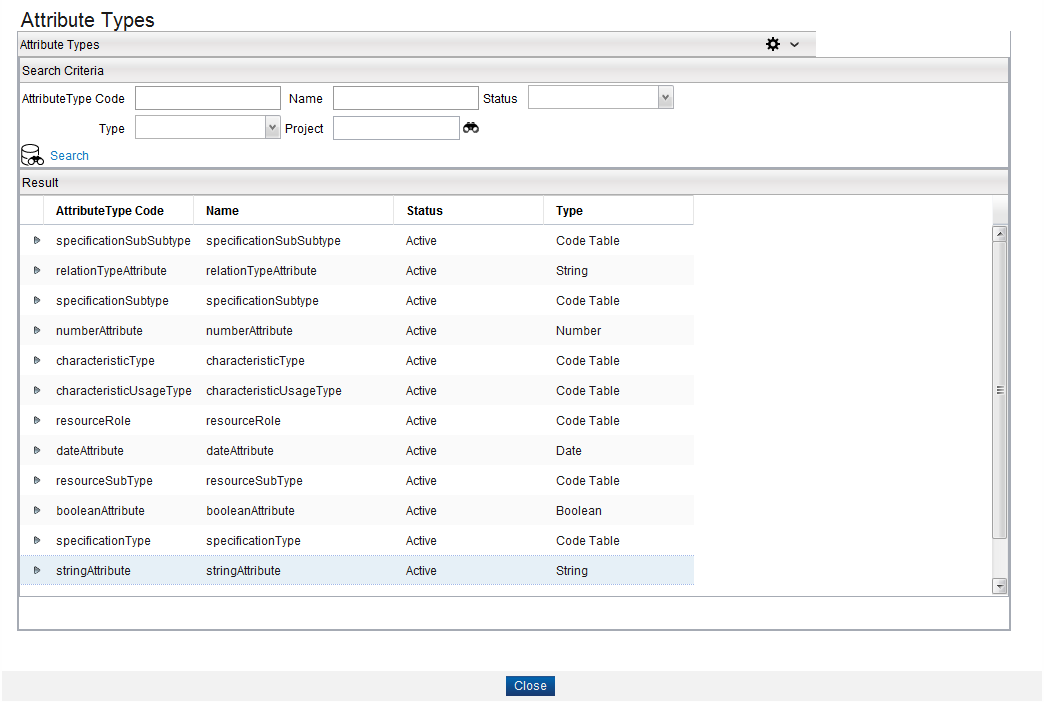 Attribute Types
Attribute Types
Search Criteria
AttributeType Code Name Status
Type Project
Search
Result
AttributeType Code Name Status Type
specificationSubSubtype specificationSubSubtype Active Code Table
relationTypeAttribute relationTypeAttribute Active String
specificationSubtype specificationSubtype Active Code Table
numberAttribute numberAttribute Active Number
characteristicType characteristicType Active Code Table
characteristicUsageType characteristicUsageType Active Code Table
resourceRole resourceRole Active Code Table
dateAttribute dateAttribute Active Date
resourceSubType resourceSubType Active Code Table
booleanAttribute booleanAttribute Active Boolean
specificationType specificationType Active Code Table
stringAttribute stringAttribute Active String
Close